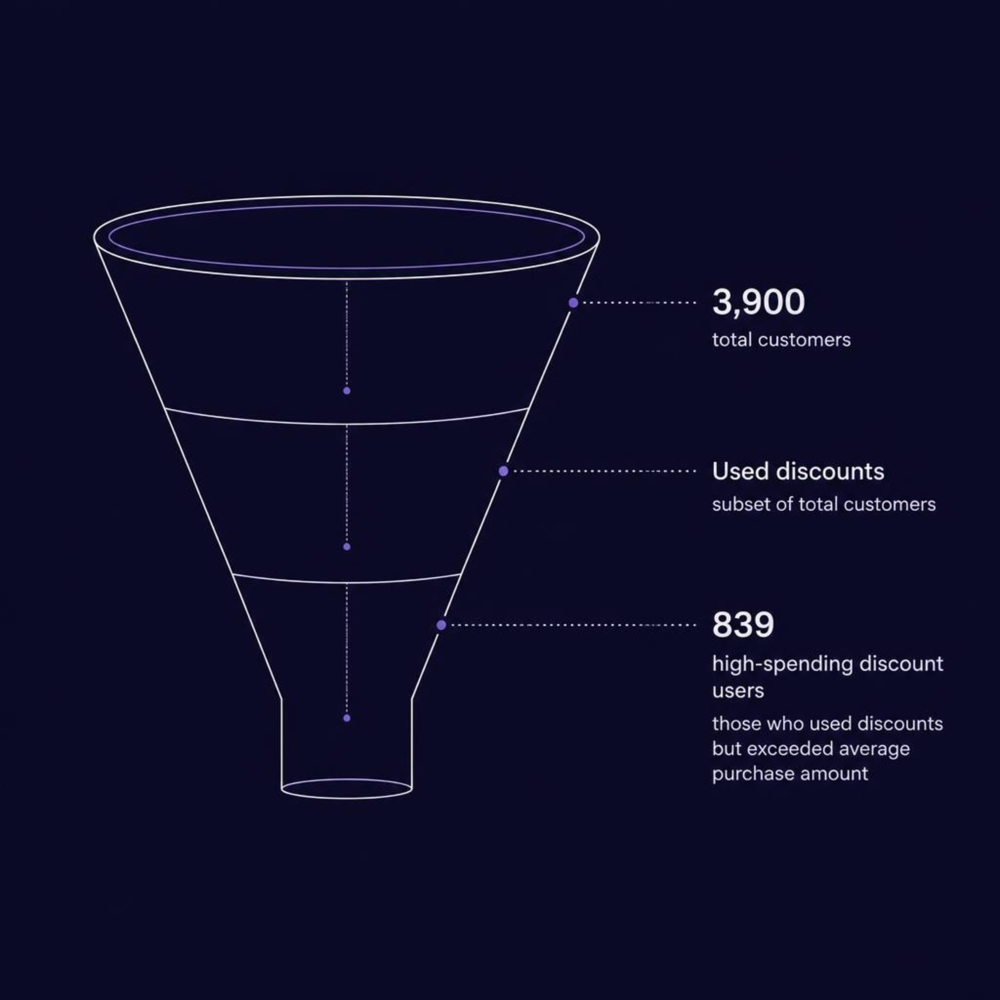 3,900
total customers
Used discounts
subset of total customers
839
high-spending discount
users
those who used discounts
but exceeded average
purchase amount